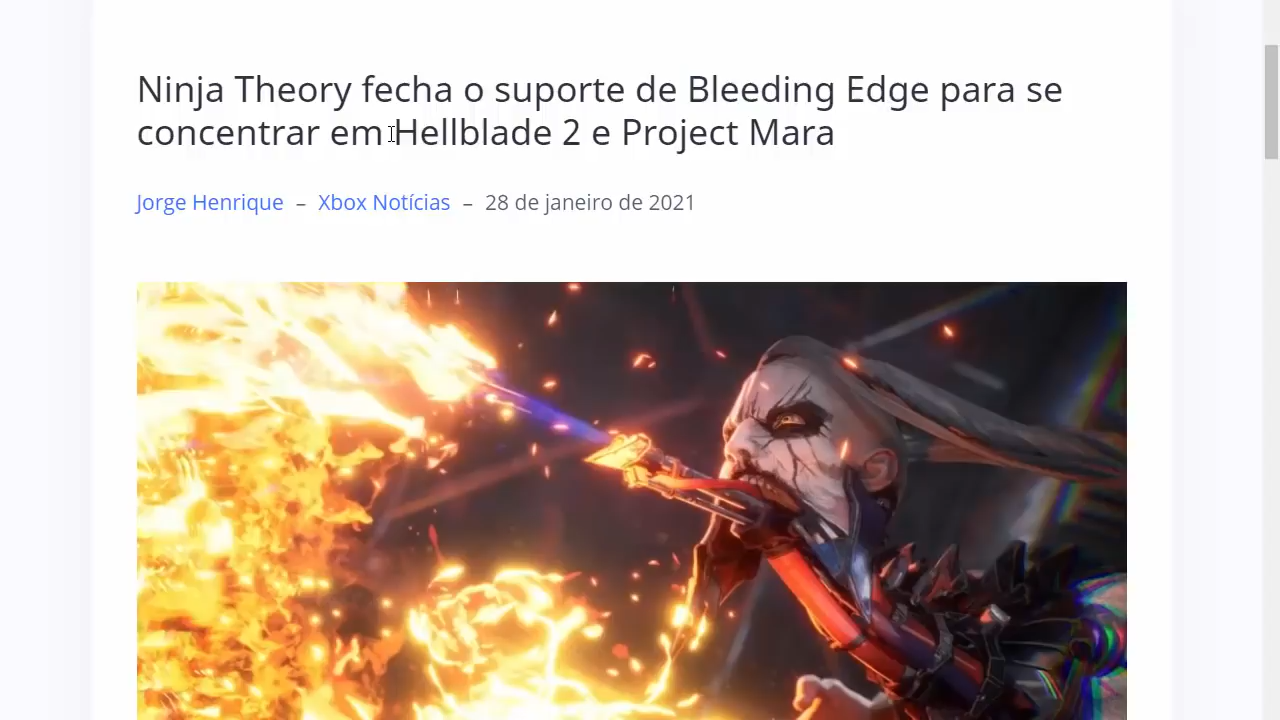 Ninja Theory fecha o suporte de Bleeding Edge para se
concentrar em Hellblade 2 e Project Mara
Jorge Henrique – Xbox Notícias – 28 de janeiro de 2021